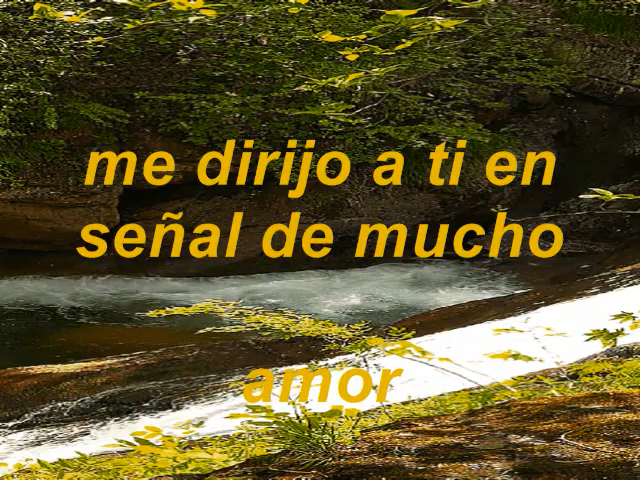 me dirijo a ti en
señal de mucho
amor